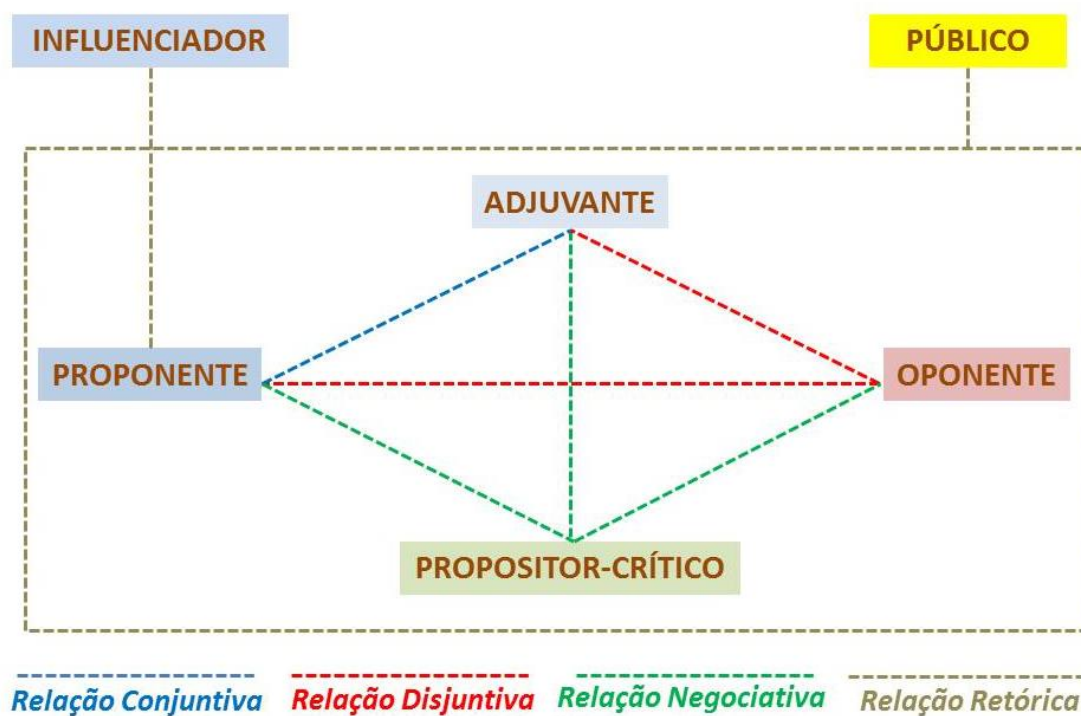 INFLUENCIADOR
PÚBLICO
ADJUVANTE
PROPONENTE
OPONENTE
PROPOSITOR-CRÍTICO
Relação Conjuntiva
Relação Disjuntiva
Relação Negociativa
Relação Retórica